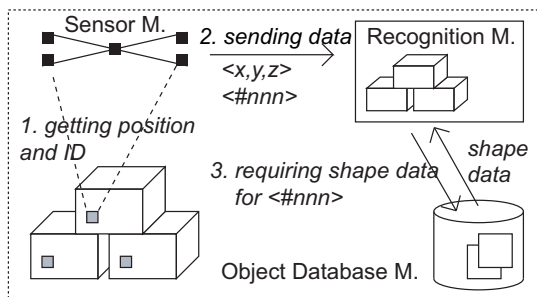 Sensor M.
2. sending data
<x,y,z>
<#nnn>
Recognition M.
1. getting position
and ID
3. requiring shape data
for <#nnn>
shape
data
Object Database M.